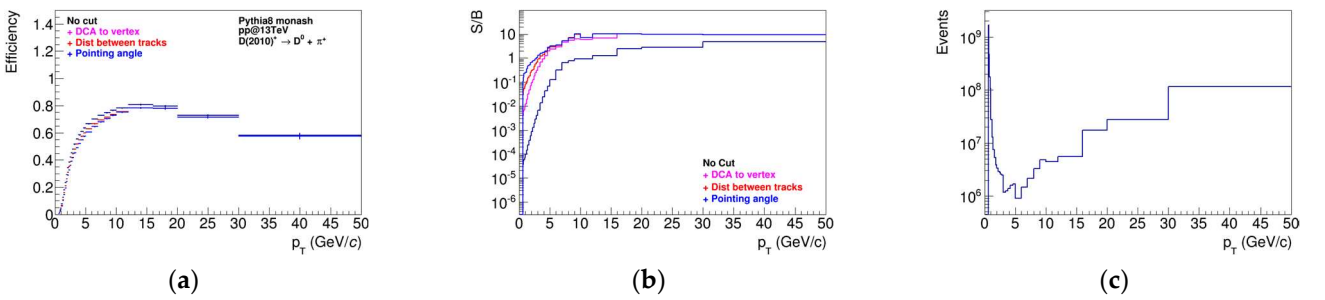 Efficiency
1.4
1.2
1
0.8
0.6
0.4
0.2
0
No cut
+ DCA to vertex
+ Dist between tracks
+ Pointing angle
Pythia8 monash
pp@13TeV
D(2010)⁺ → D⁰ + π⁺
0 5 10 15 20 25 30 35 40 45 50
p_T (GeV/c)
(a)
S/B
10³
10²
10
1
10⁻¹
10⁻²
10⁻³
10⁻⁴
10⁻⁵
10⁻⁶
No Cut
+ DCA to vertex
+ Dist between tracks
+ Pointing angle
0 5 10 15 20 25 30 35 40 45 50
p_T (GeV/c)
(b)
Events
10⁹
10⁸
10⁷
10⁶
0 5 10 15 20 25 30 35 40 45 50
p_T (GeV/c)
(c)